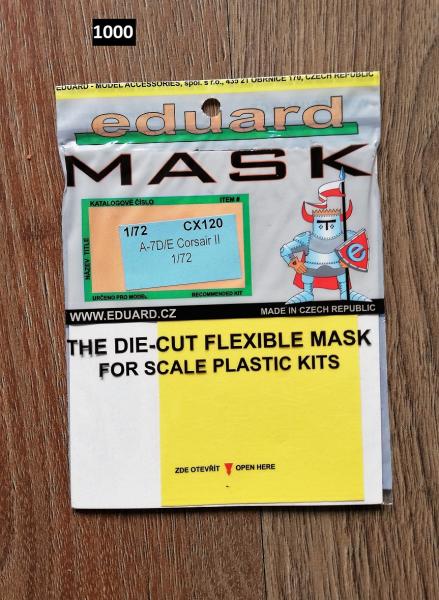 1000
EDUARD - MODEL ACCESSORIES, spol. s r.o., 435 21 OBRNICE 170, CZECH REPUBLIC
eduard
MASK
KATALOGOVÉ ČÍSLO ITEM #
1/72 CX120
A-7D/E Corsair II
1/72
NÁZEV TITLE
URČENO PRO MODEL RECOMMENDED KIT
e
WWW.EDUARD.CZ MADE IN CZECH REPUBLIC
THE DIE-CUT FLEXIBLE MASK
FOR SCALE PLASTIC KITS
ZDE OTEVŘÍT OPEN HERE